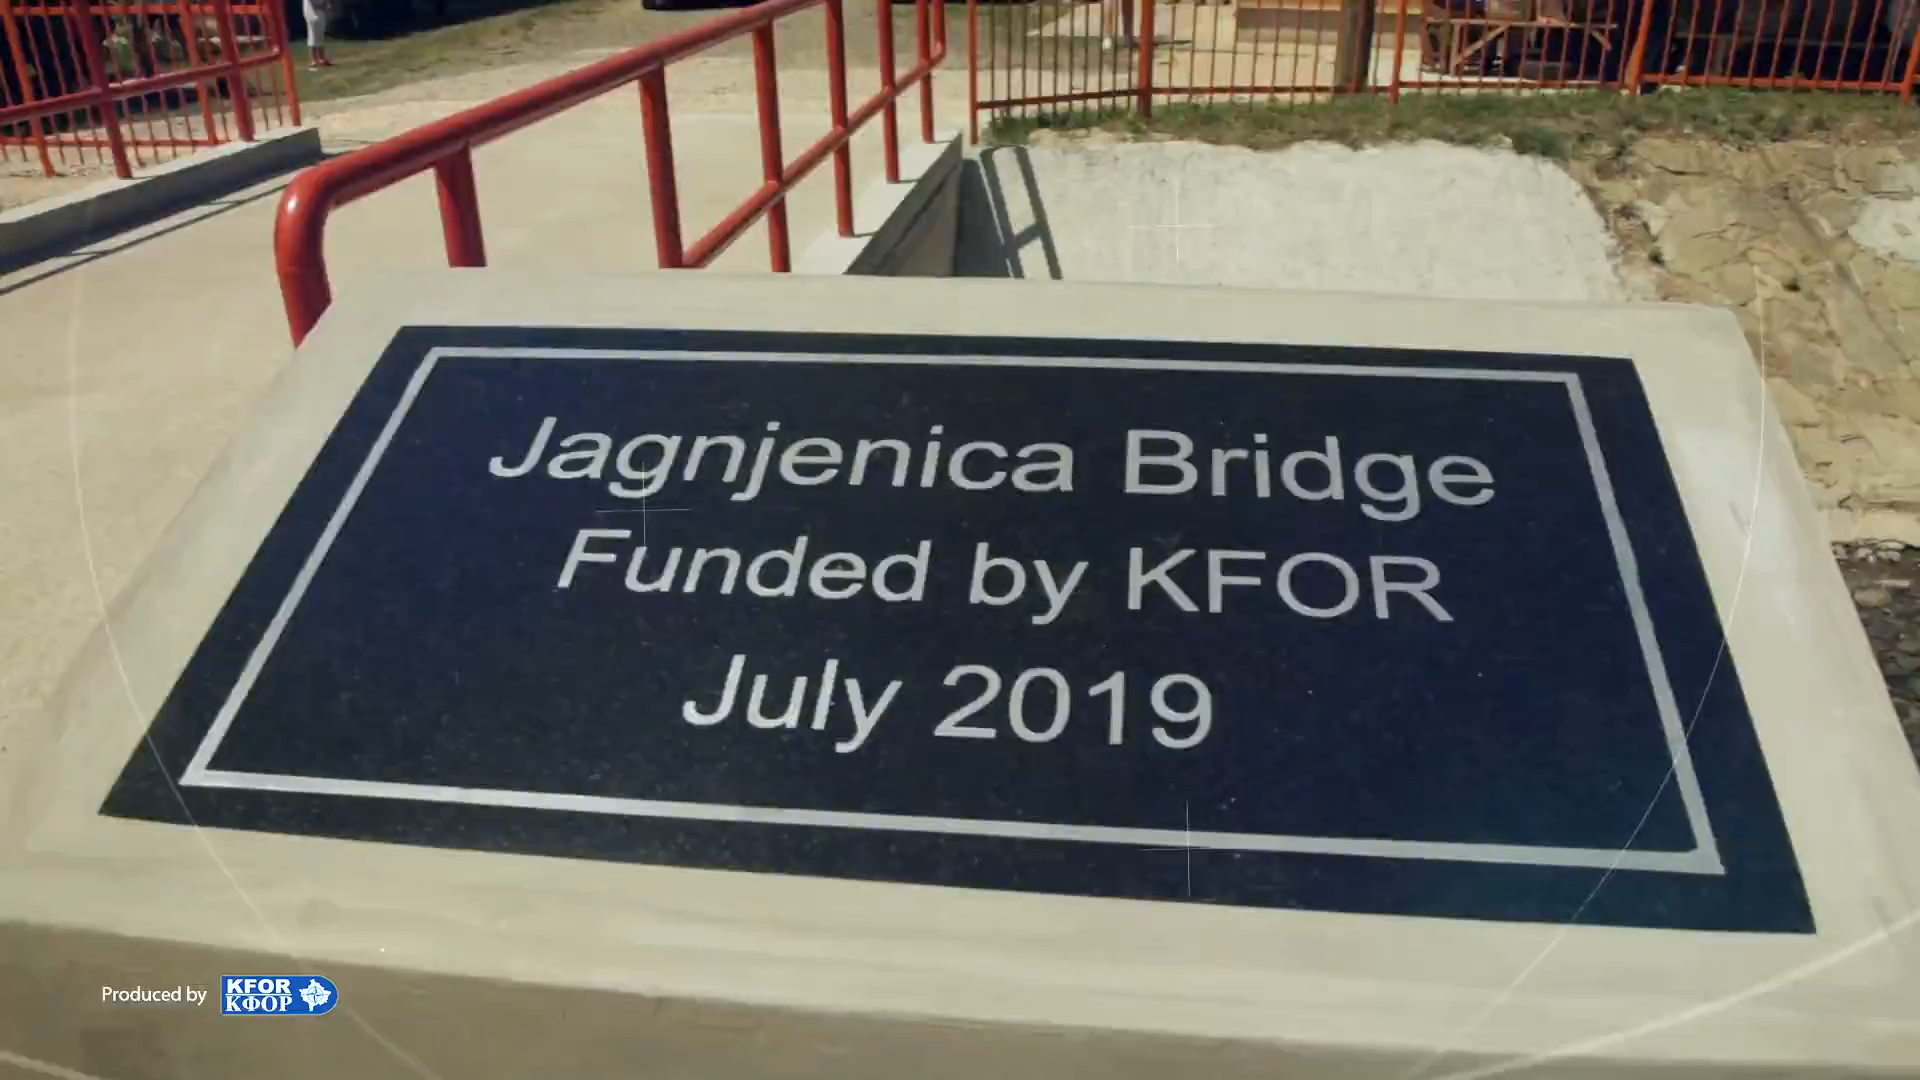 Jagnjenica Bridge
Funded by KFOR
July 2019
Produced by
KFOR
КФОР